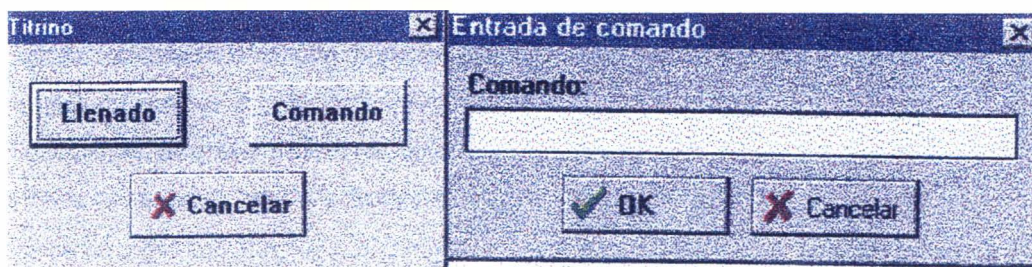 Titrino
Llenado
Comando
Cancelar
Entrada de comando
Comando:
OK
Cancelar